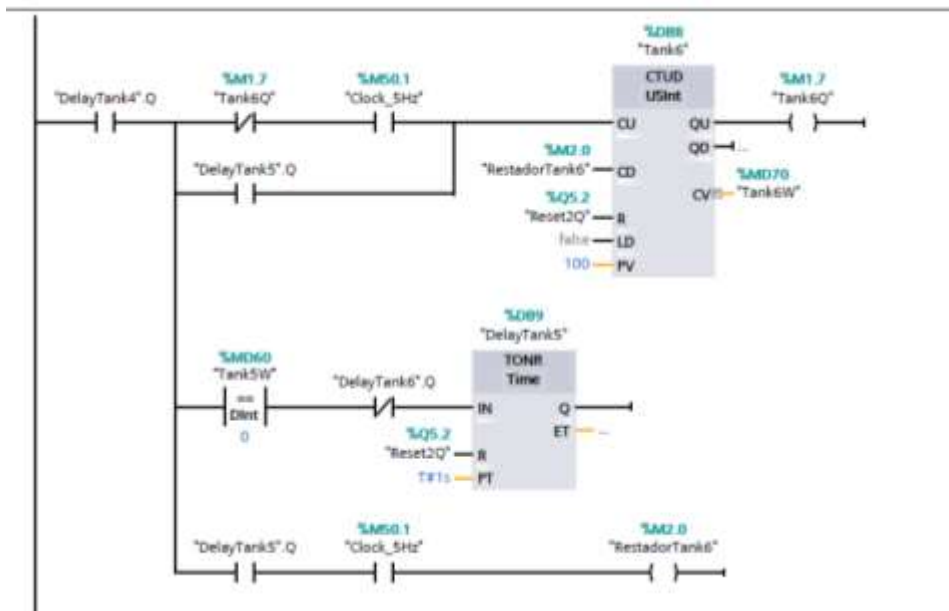 %DB8
"Tank6"
CTUD
USInt
%M1.7
"Tank6Q"
%M50.1
"Clock_5Hz"
%M1.7
"Tank6Q"
"DelayTank4".Q
CU
QU
QD
...
%M2.0
"RestadorTank6"
CD
"DelayTank5".Q
%MD70
CV
"Tank6W"
%Q5.2
"Reset2Q"
R
false
LD
100
PV
%DB9
"DelayTank5"
TONR
Time
%MD60
"Tank5W"
==
DInt
0
"DelayTank6".Q
IN
Q
ET
...
%Q5.2
"Reset2Q"
R
T#1s
PT
"DelayTank5".Q
%M50.1
"Clock_5Hz"
%M2.0
"RestadorTank6"